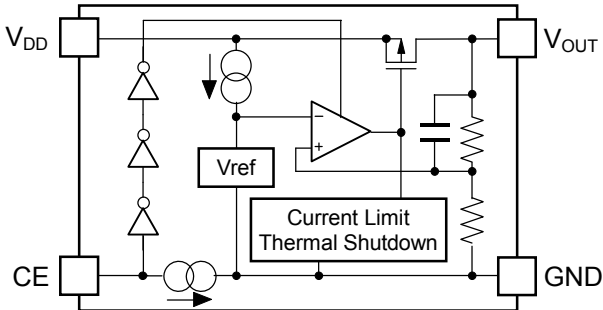 VDD
VOUT
−
+
Vref
Current Limit
Thermal Shutdown
CE
GND